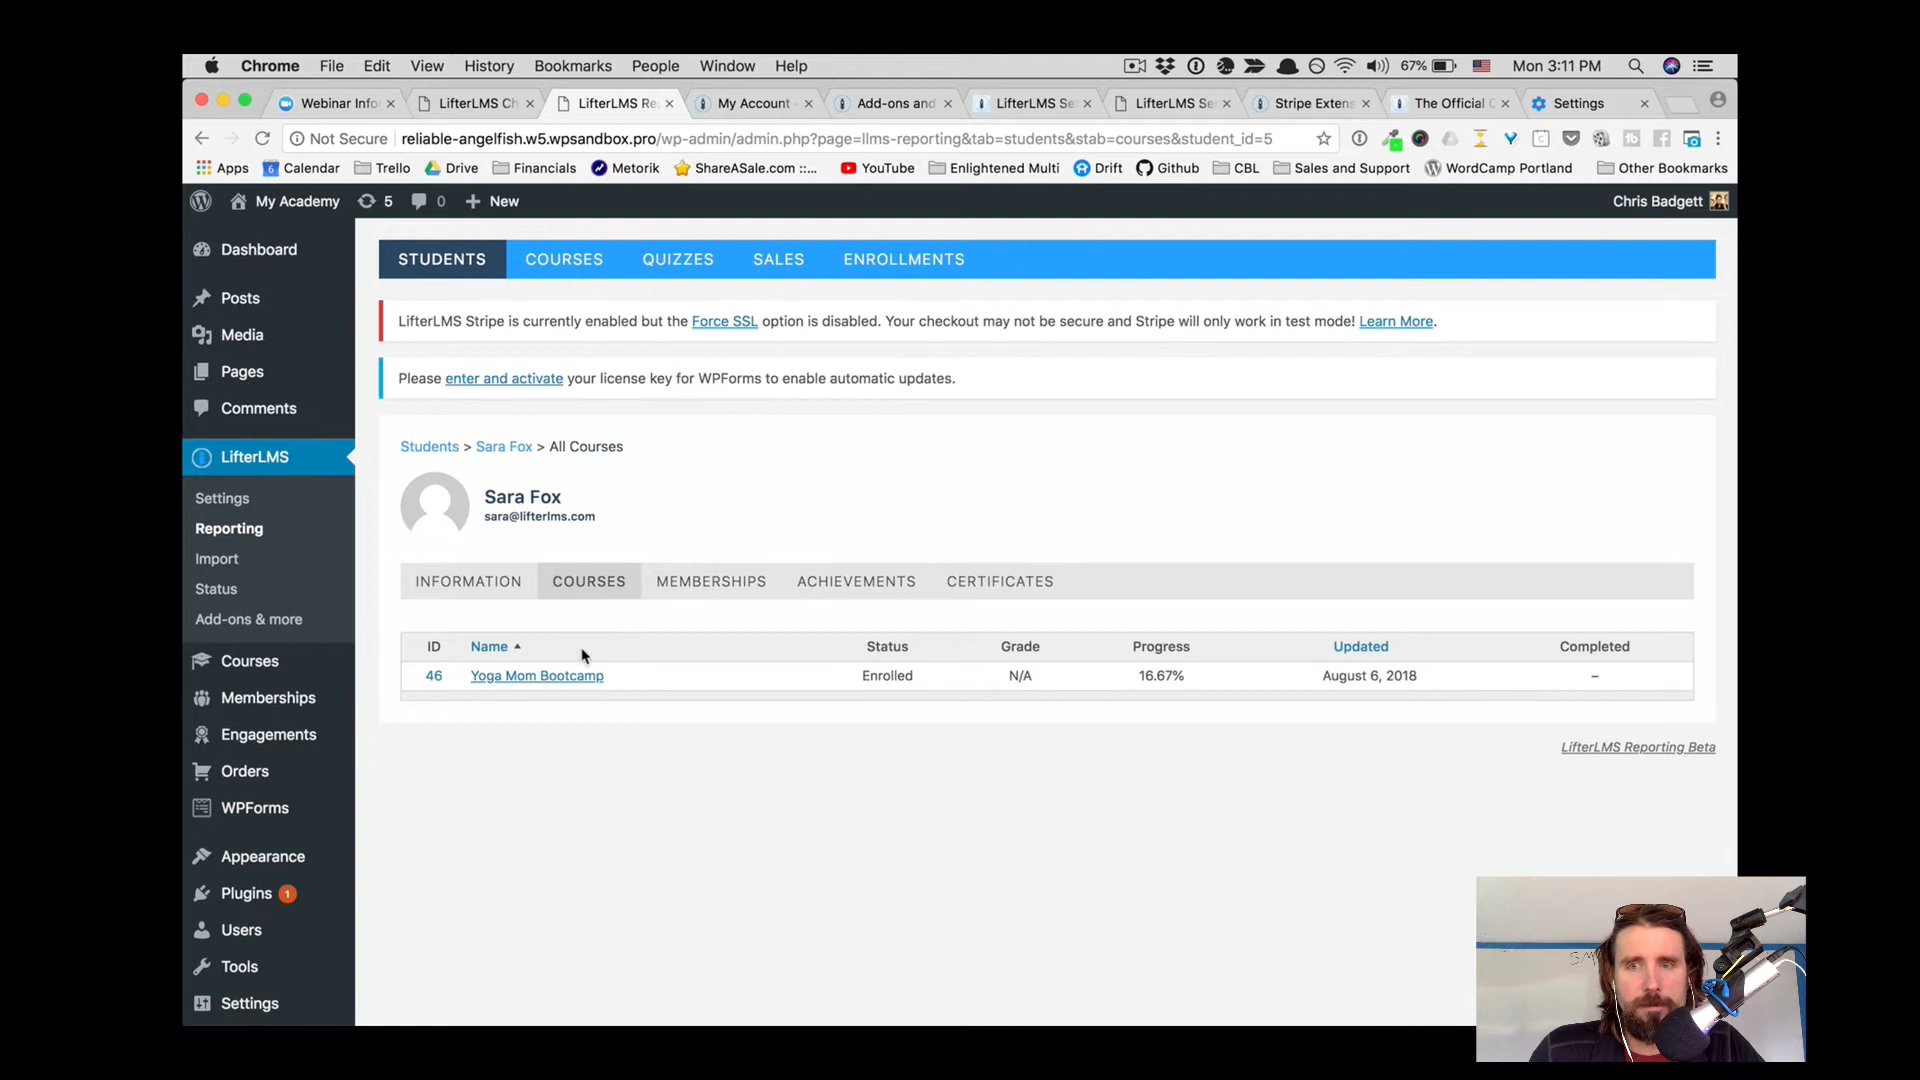 Chrome File Edit View History Bookmarks People Window Help 67% Mon 3:11 PM
Webinar Info LifterLMS Ch LifterLMS Re My Account - Add-ons and LifterLMS Se LifterLMS Se Stripe Extens The Official Settings
Not Secure reliable-angelfish.w5.wpsandbox.pro/wp-admin/admin.php?page=llms-reporting&tab=students&stab=courses&student_id=5
Apps 6 Calendar Trello Drive Financials Metorik ShareASale.com ::... YouTube Enlightened Multi Drift Github CBL Sales and Support WordCamp Portland Other Bookmarks
My Academy 5 0 + New Chris Badgett
Dashboard
Posts
Media
Pages
Comments
LifterLMS
Settings
Reporting
Import
Status
Add-ons & more
Courses
Memberships
Engagements
Orders
WPForms
Appearance
Plugins 1
Users
Tools
Settings
STUDENTS COURSES QUIZZES SALES ENROLLMENTS
LifterLMS Stripe is currently enabled but the Force SSL option is disabled. Your checkout may not be secure and Stripe will only work in test mode! Learn More.
Please enter and activate your license key for WPForms to enable automatic updates.
Students > Sara Fox > All Courses
Sara Fox
sara@lifterlms.com
INFORMATION COURSES MEMBERSHIPS ACHIEVEMENTS CERTIFICATES
ID Name Status Grade Progress Updated Completed
46 Yoga Mom Bootcamp Enrolled N/A 16.67% August 6, 2018 –
LifterLMS Reporting Beta